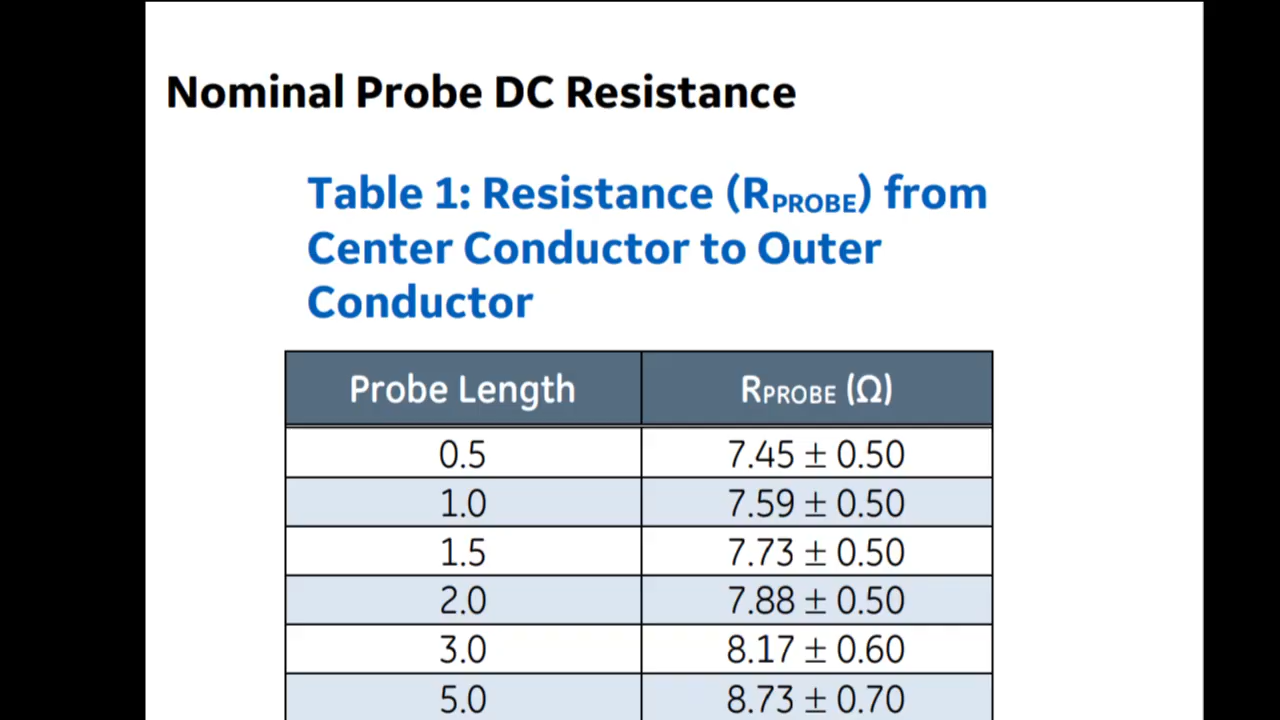 Nominal Probe DC Resistance
Table 1: Resistance (RPROBE) from
Center Conductor to Outer
Conductor
Probe Length RPROBE (Ω)
0.5 7.45 ± 0.50
1.0 7.59 ± 0.50
1.5 7.73 ± 0.50
2.0 7.88 ± 0.50
3.0 8.17 ± 0.60
5.0 8.73 ± 0.70